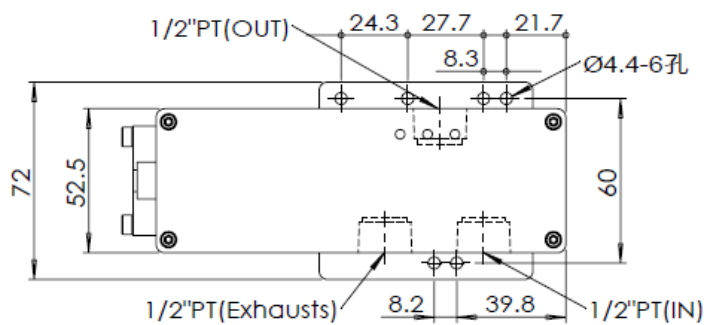 1/2"PT(OUT)
24.3
27.7
21.7
8.3
Ø4.4-6孔
72
52.5
60
1/2"PT(Exhausts)
8.2
39.8
1/2"PT(IN)